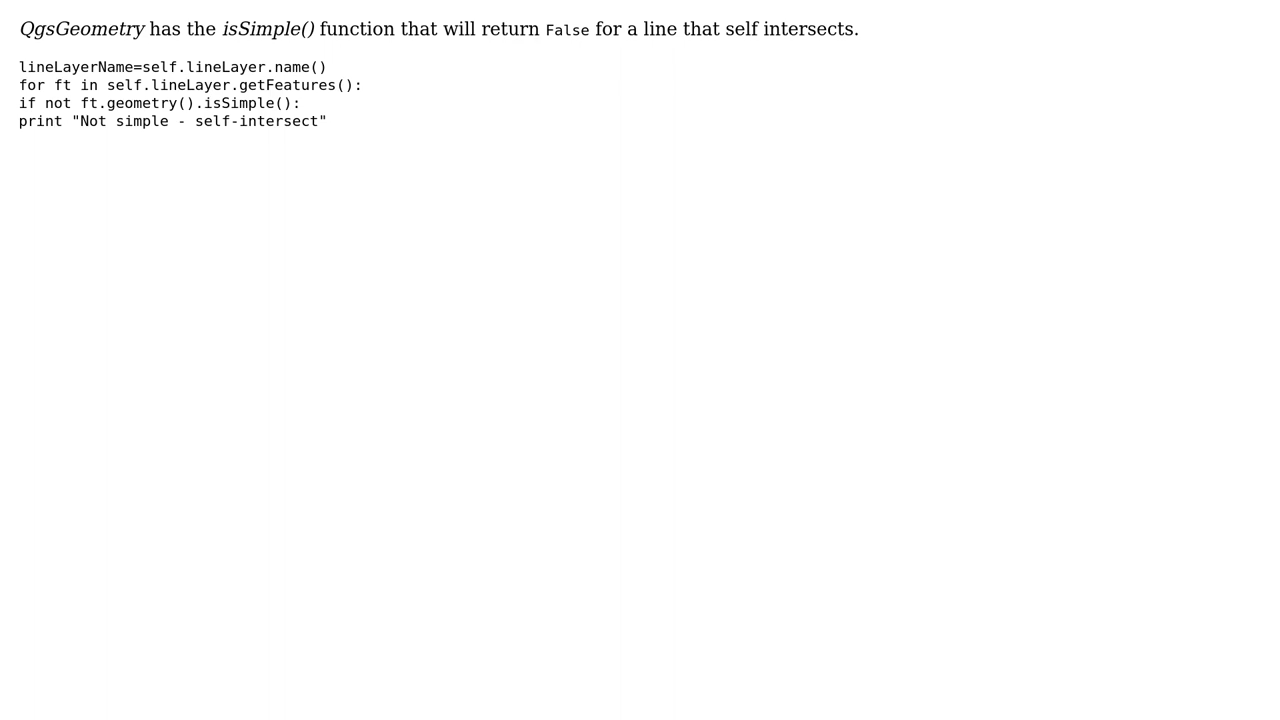 QgsGeometry has the isSimple() function that will return False for a line that self intersects.
lineLayerName=self.lineLayer.name()
for ft in self.lineLayer.getFeatures():
if not ft.geometry().isSimple():
print "Not simple - self-intersect"